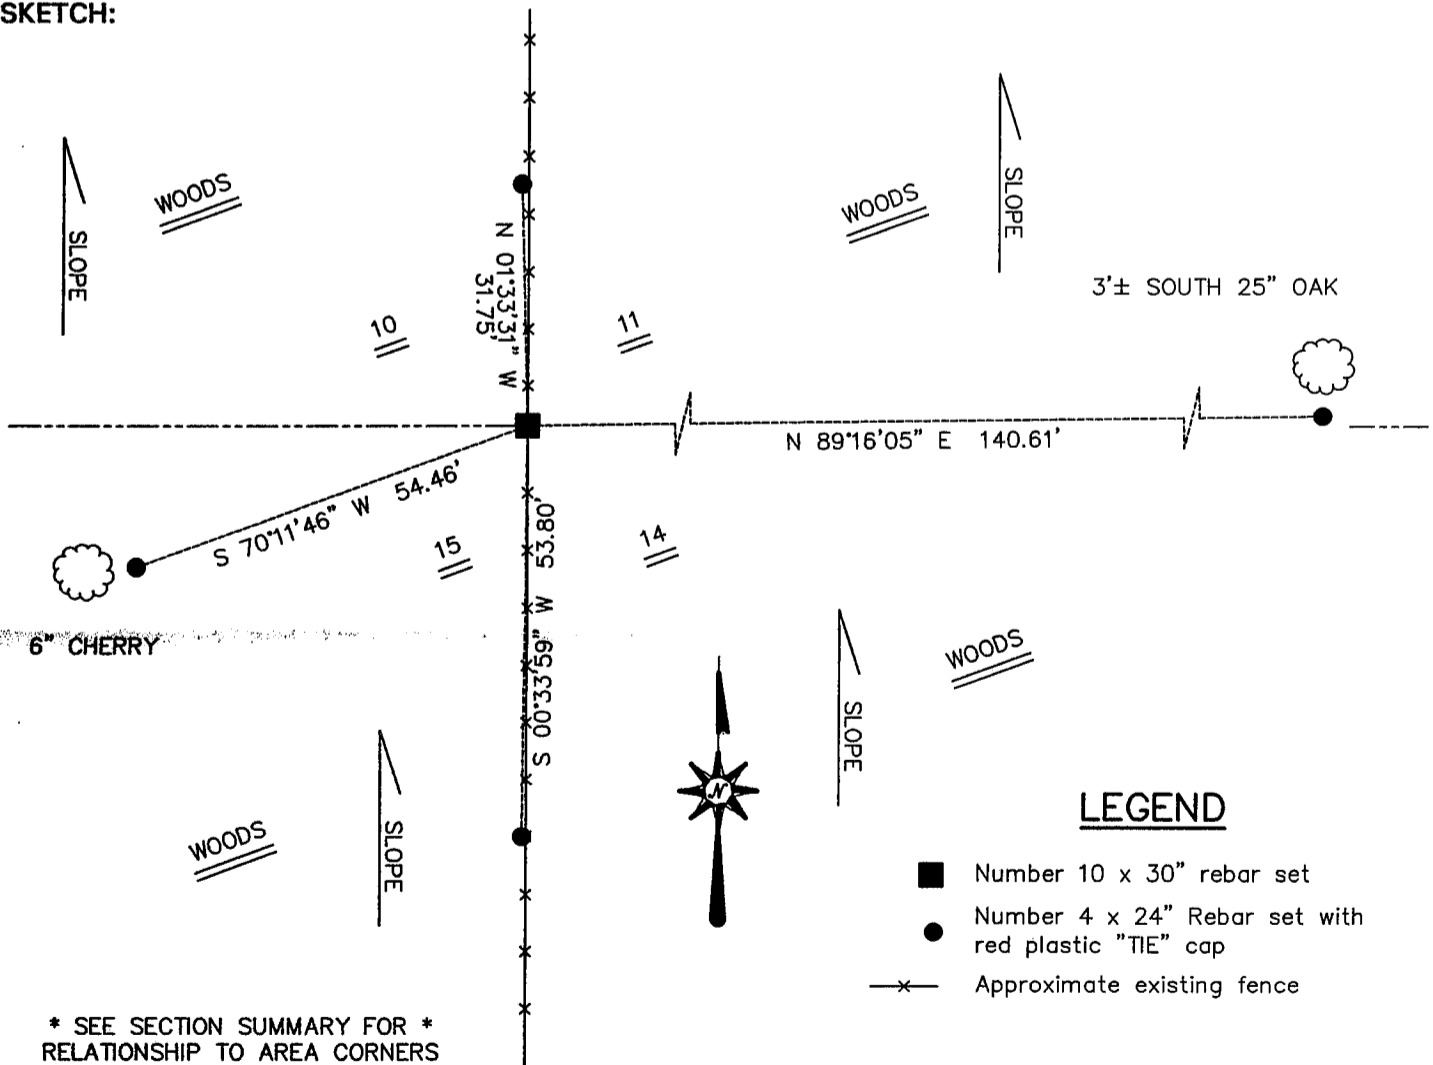 SKETCH:
WOODS
SLOPE
N 01°33'31" W
31.75'
WOODS
SLOPE
3'± SOUTH 25" OAK
10
11
N 89°16'05" E 140.61'
S 70°11'46" W 54.46'
15
14
S 00°33'59" W 53.80'
6" CHERRY
WOODS
SLOPE
WOODS
SLOPE
N
LEGEND
Number 10 x 30" rebar set
Number 4 x 24" Rebar set with
red plastic "TIE" cap
Approximate existing fence
* SEE SECTION SUMMARY FOR *
RELATIONSHIP TO AREA CORNERS